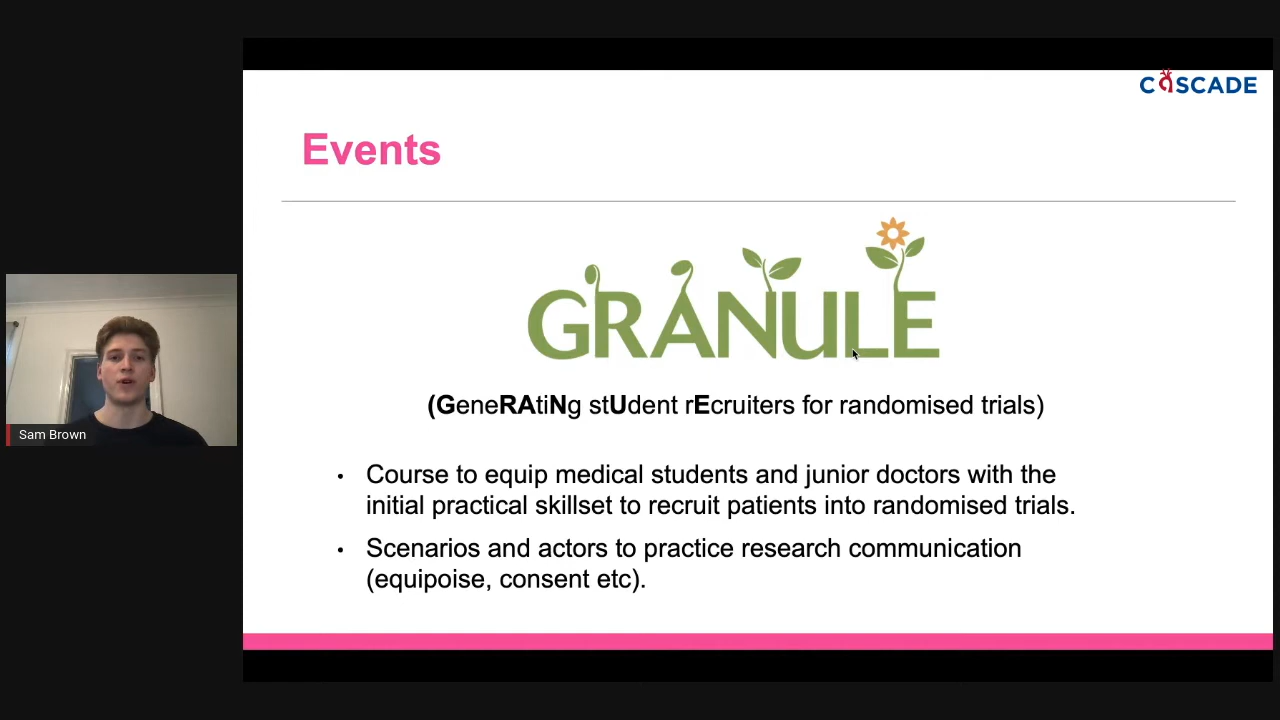 CASCADE
Events
GRANULE
(GeneRAtiNg stUdent rEcruiters for randomised trials)
• Course to equip medical students and junior doctors with the
initial practical skillset to recruit patients into randomised trials.
• Scenarios and actors to practice research communication
(equipoise, consent etc).
Sam Brown